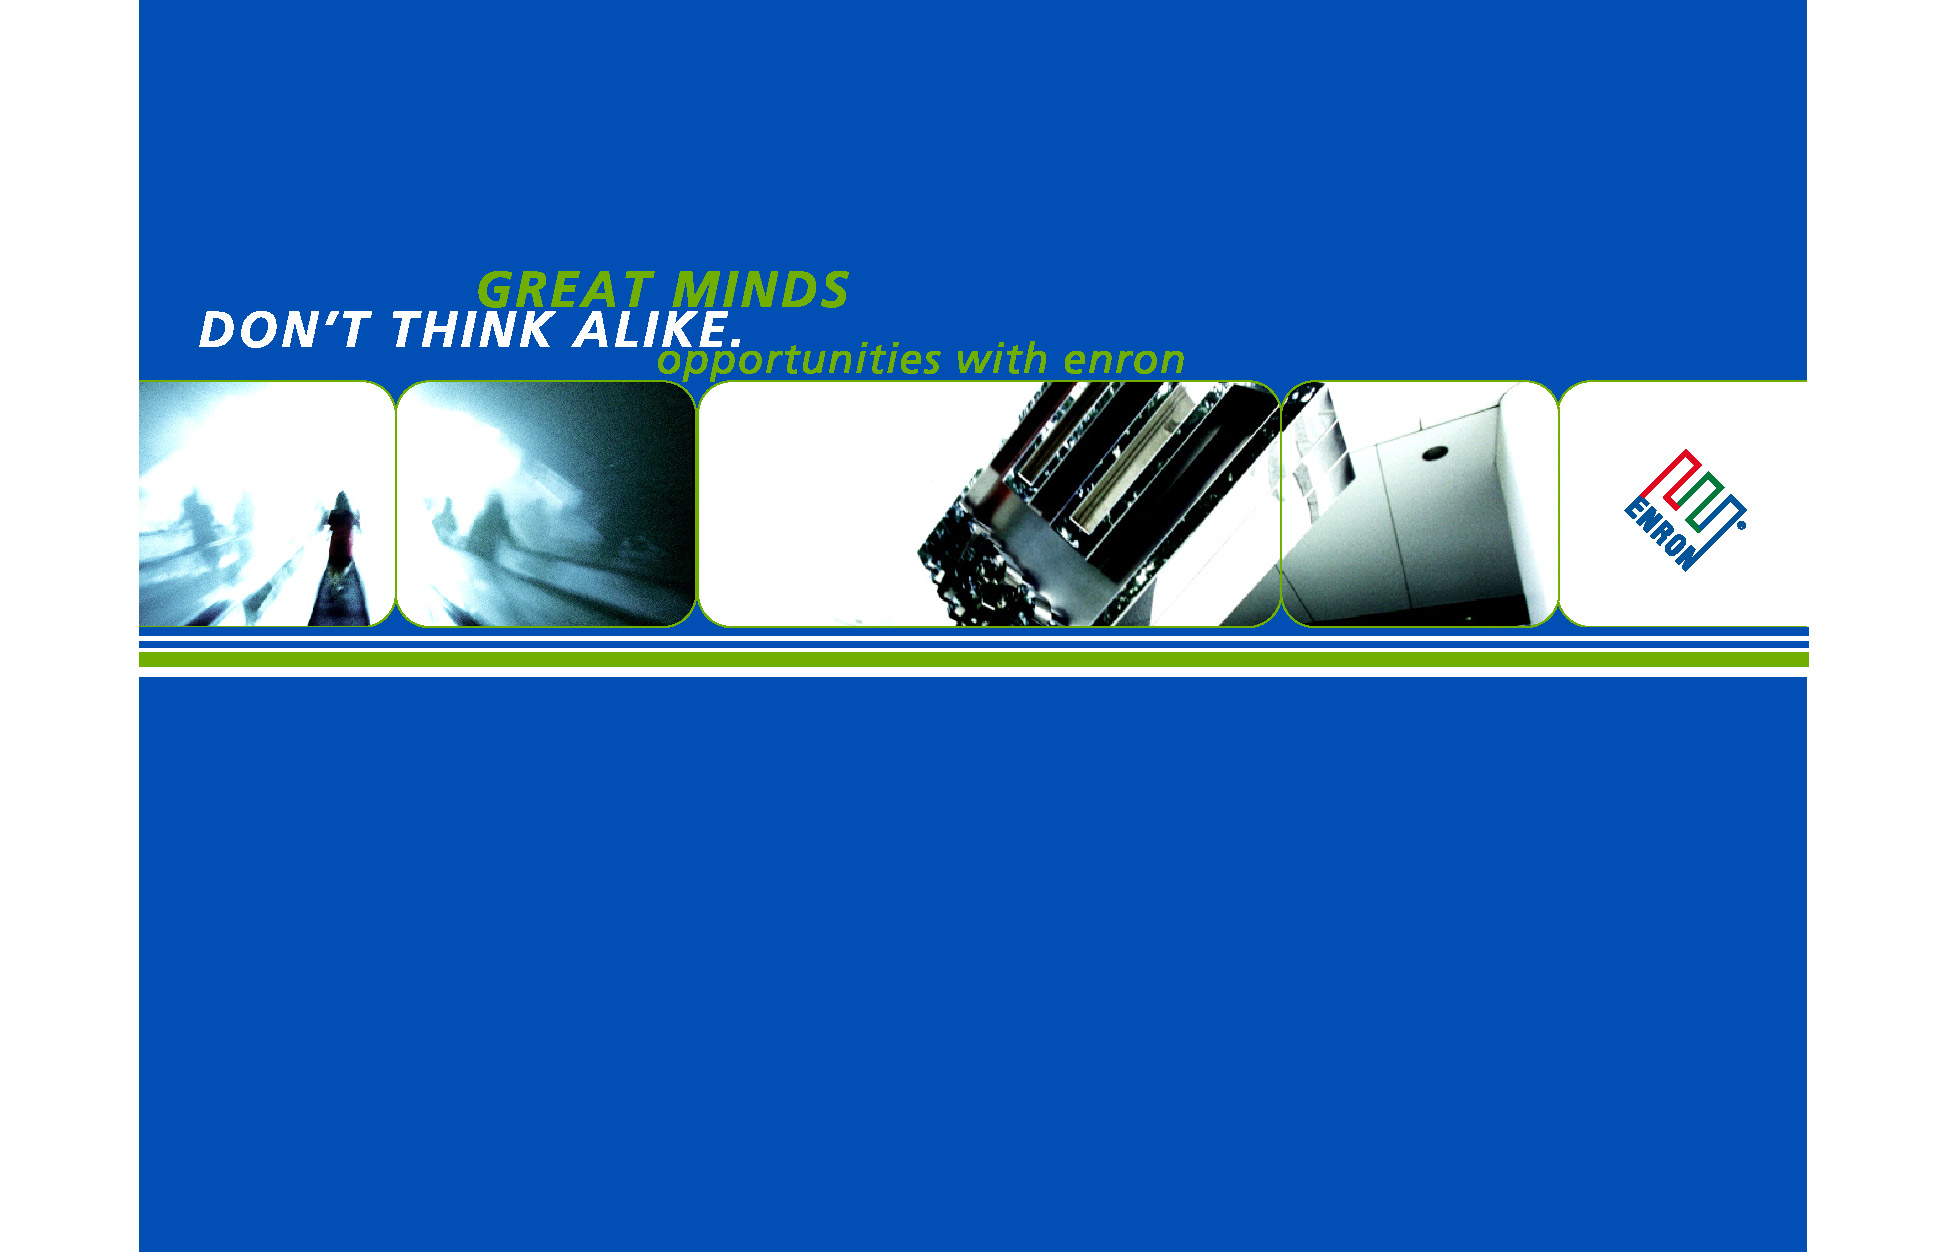 GREAT MINDS
DON'T THINK ALIKE.
opportunities with enron
ENRON®